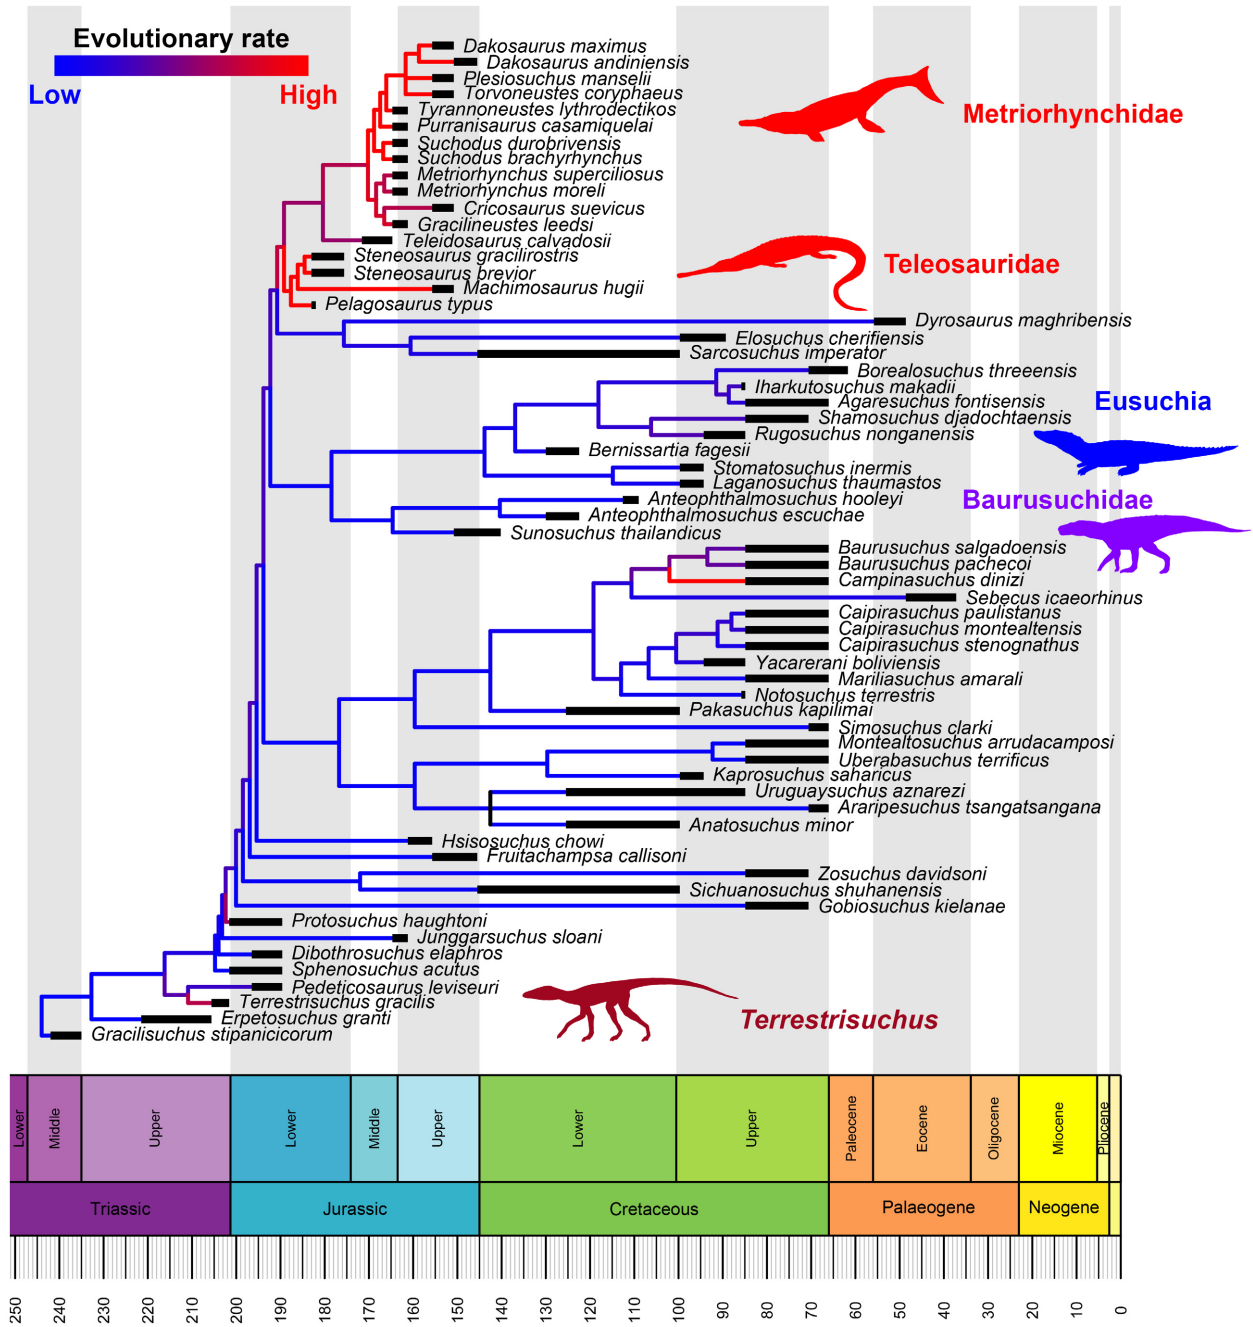 Evolutionary rate
Low
High
Dakosaurus maximus
Dakosaurus andiniensis
Plesiosuchus manselii
Torvoneustes coryphaeus
Tyrannoneustes lythrodectikos
Purranisaurus casamiquelai
Suchodus durobrivensis
Suchodus brachyrhynchus
Metriorhynchus superciliosus
Metriorhynchus moreli
Cricosaurus suevicus
Gracilineustes leedsi
Teleidosaurus calvadosii
Steneosaurus gracilirostris
Steneosaurus brevior
Machimosaurus hugii
Pelagosaurus typus
Metriorhynchidae
Teleosauridae
Dyrosaurus maghribensis
Elosuchus cherifiensis
Sarcosuchus imperator
Borealosuchus threeensis
Iharkutosuchus makadii
Agaresuchus fontisensis
Shamosuchus djadochtaensis
Rugosuchus nonganensis
Bernissartia fagesii
Stomatosuchus inermis
Laganosuchus thaumastos
Anteophthalmosuchus hooleyi
Anteophthalmosuchus escuchae
Sunosuchus thailandicus
Eusuchia
Baurusuchidae
Baurusuchus salgadoensis
Baurusuchus pachecoi
Campinasuchus dinizi
Sebecus icaeorhinus
Caipirasuchus paulistanus
Caipirasuchus montealtensis
Caipirasuchus stenognathus
Yacarerani boliviensis
Mariliasuchus amarali
Notosuchus terrestris
Pakasuchus kapilimai
Simosuchus clarki
Montealtosuchus arrudacamposi
Uberabasuchus terrificus
Kaprosuchus saharicus
Uruguaysuchus aznarezi
Araripesuchus tsangatsangana
Anatosuchus minor
Hsisosuchus chowi
Fruitachampsa callisoni
Zosuchus davidsoni
Sichuanosuchus shuhanensis
Gobiosuchus kielanae
Protosuchus haughtoni
Junggarsuchus sloani
Dibothrosuchus elaphros
Sphenosuchus acutus
Pedeticosaurus leviseuri
Terrestrisuchus gracilis
Erpetosuchus granti
Gracilisuchus stipanicicorum
Terrestrisuchus
Lower Middle Upper Lower Middle Upper Lower Upper Paleocene Eocene Oligocene Miocene Pliocene
Triassic Jurassic Cretaceous Palaeogene Neogene
250 240 230 220 210 200 190 180 170 160 150 140 130 120 110 100 90 80 70 60 50 40 30 20 10 0